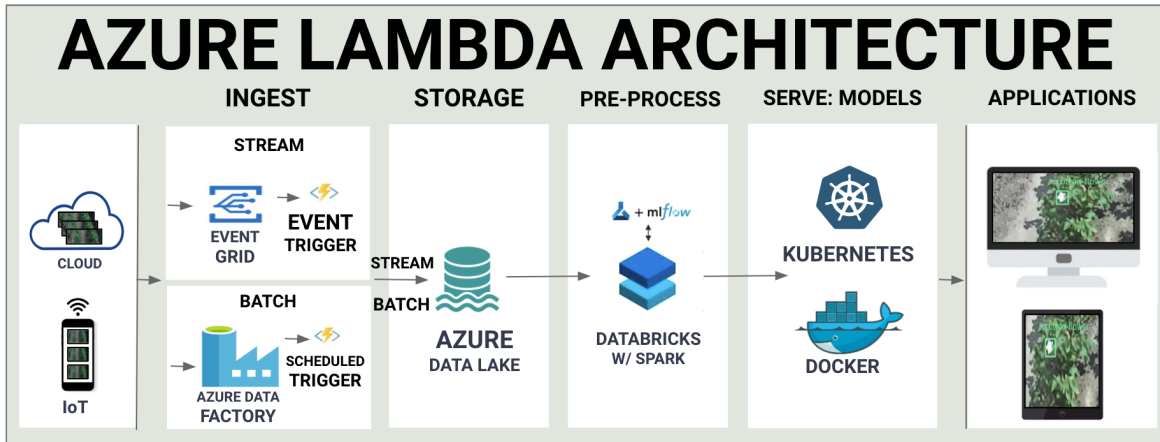 AZURE LAMBDA ARCHITECTURE
INGEST
STORAGE
PRE-PROCESS
SERVE: MODELS
APPLICATIONS
CLOUD
IoT
STREAM
EVENT
GRID
EVENT
TRIGGER
BATCH
AZURE DATA
FACTORY
SCHEDULED
TRIGGER
STREAM
BATCH
AZURE
DATA LAKE
+ mlflow
DATABRICKS
W/ SPARK
KUBERNETES
DOCKER